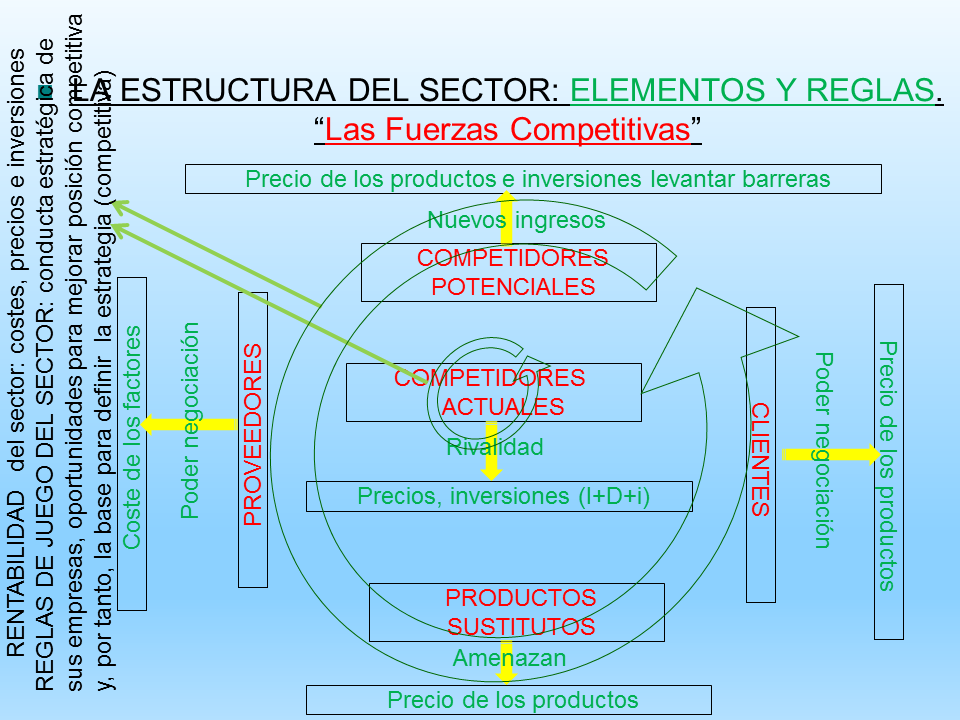 LA ESTRUCTURA DEL SECTOR: ELEMENTOS Y REGLAS.
“Las Fuerzas Competitivas”
RENTABILIDAD del sector: costes, precios e inversiones
REGLAS DE JUEGO DEL SECTOR: conducta estratégica de
sus empresas, oportunidades para mejorar posición competitiva
y, por tanto, la base para definir la estrategia (competitiva)
Precio de los productos e inversiones levantar barreras
Nuevos ingresos
COMPETIDORES
POTENCIALES
Coste de los factores
Poder negociación
PROVEEDORES
COMPETIDORES
ACTUALES
Rivalidad
Precios, inversiones (I+D+i)
CLIENTES
Poder negociación
Precio de los productos
PRODUCTOS
SUSTITUTOS
Amenazan
Precio de los productos